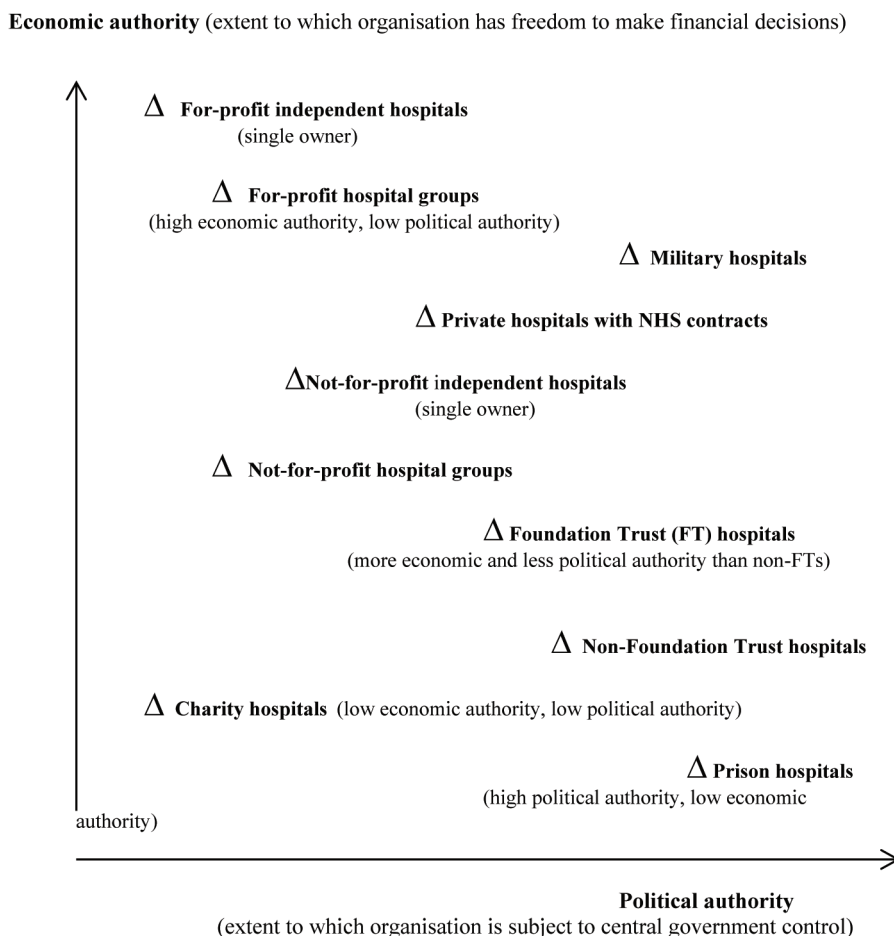 Economic authority (extent to which organisation has freedom to make financial decisions)
Δ For-profit independent hospitals
(single owner)
Δ For-profit hospital groups
(high economic authority, low political authority)
Δ Military hospitals
Δ Private hospitals with NHS contracts
ΔNot-for-profit independent hospitals
(single owner)
Δ Not-for-profit hospital groups
Δ Foundation Trust (FT) hospitals
(more economic and less political authority than non-FTs)
Δ Non-Foundation Trust hospitals
Δ Charity hospitals (low economic authority, low political authority)
Δ Prison hospitals
(high political authority, low economic
authority)
Political authority
(extent to which organisation is subject to central government control)